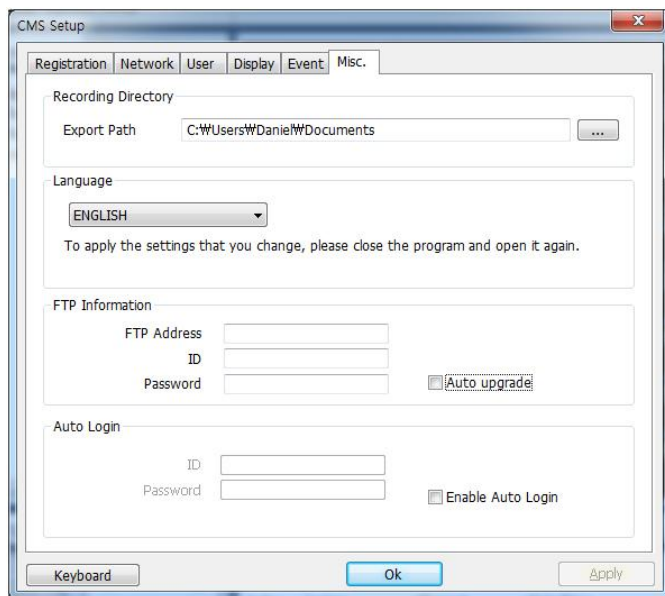 CMS Setup
Registration Network User Display Event Misc.
Recording Directory
Export Path C:₩Users₩Daniel₩Documents ...
Language
ENGLISH
To apply the settings that you change, please close the program and open it again.
FTP Information
FTP Address
ID
Password Auto upgrade
Auto Login
ID
Password Enable Auto Login
Keyboard Ok Apply